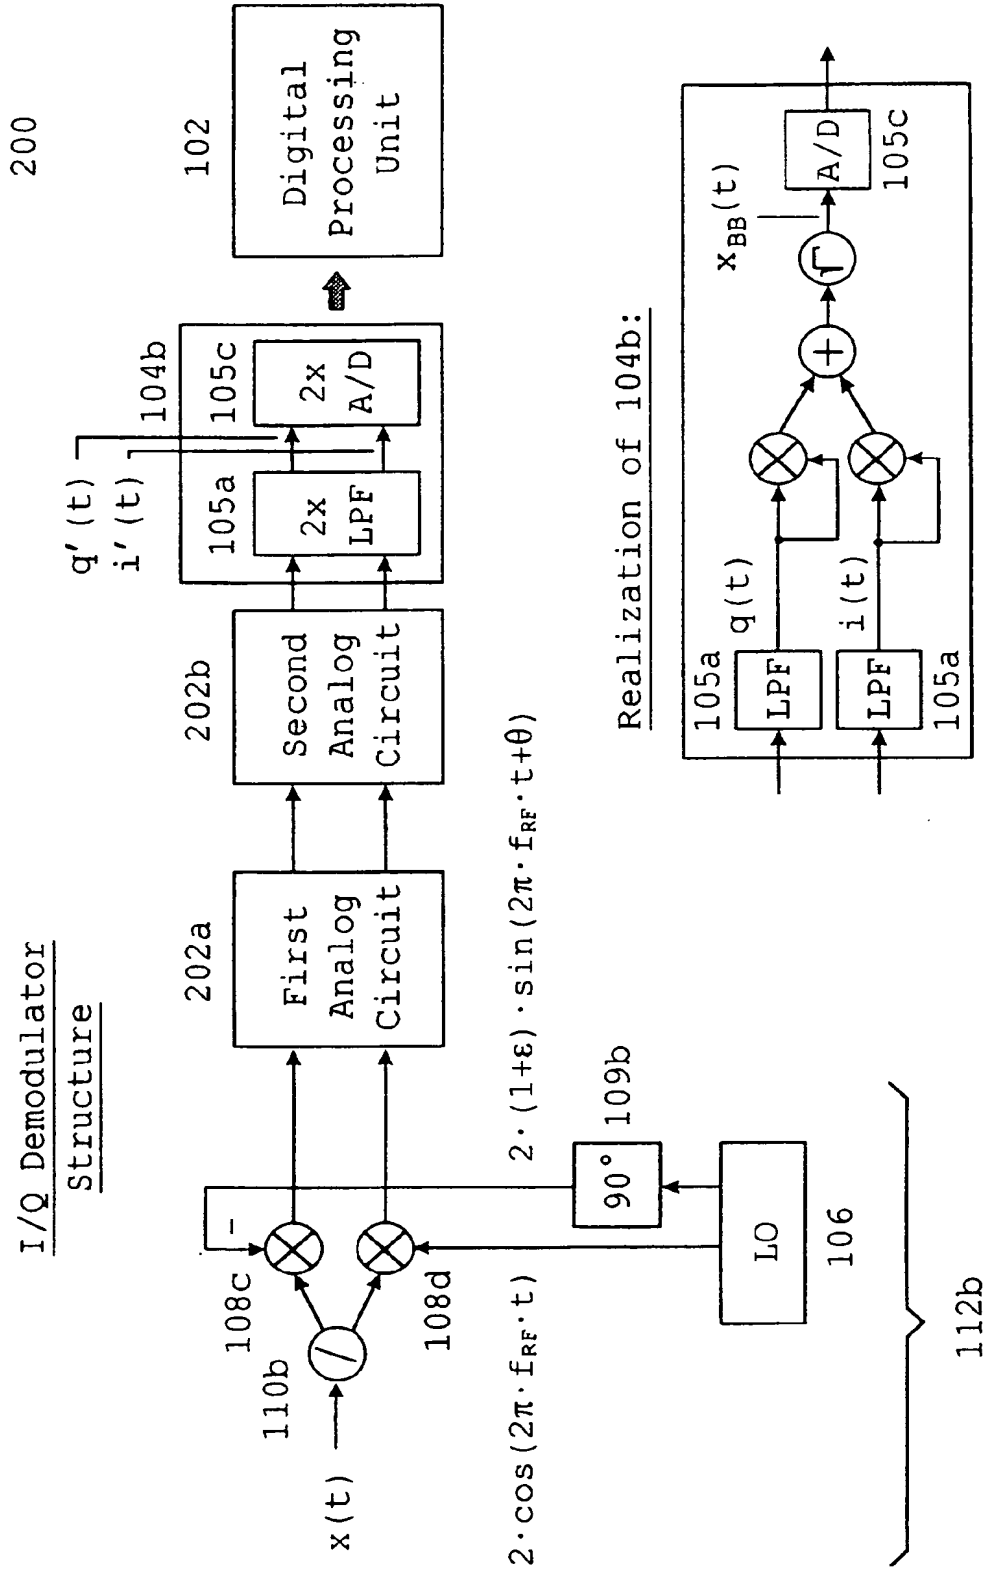 200
I/Q Demodulator
Structure
x(t)
110b
108c
108d
−
202a
First
Analog
Circuit
202b
Second
Analog
Circuit
q'(t)
i'(t)
104b
105a
2x
LPF
105c
2x
A/D
102
Digital
Processing
Unit
2·cos(2π·f_RF·t)
2·(1+ε)·sin(2π·f_RF·t+θ)
90°
109b
LO
106
112b
Realization of 104b:
105a
LPF
q(t)
LPF
105a
i(t)
+
√
x_BB(t)
A/D
105c